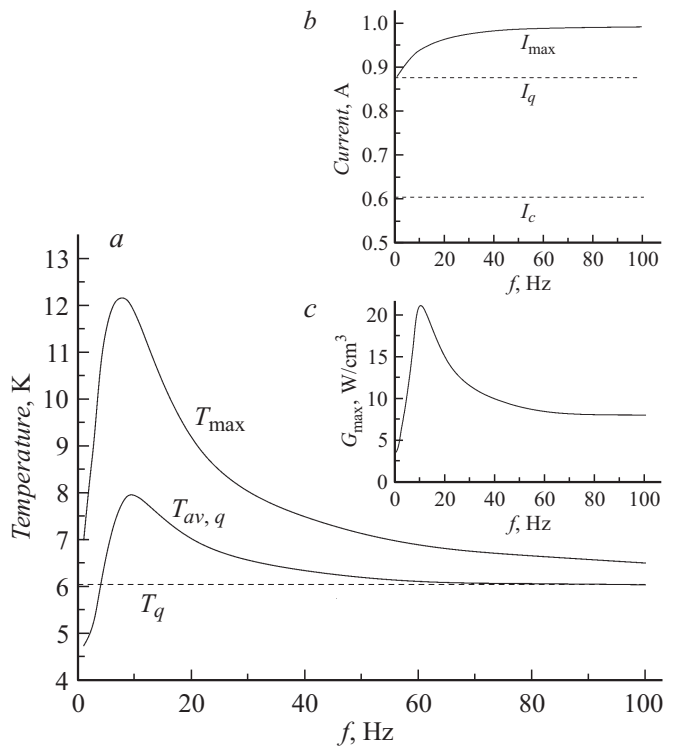 b
1.0
0.9
0.8
0.7
0.6
0.5
Current, A
I_max
I_q
I_c
0 20 40 60 80 100
f, Hz
a
13
12
11
10
9
8
7
6
5
4
Temperature, K
T_max
T_av, q
T_q
0 20 40 60 80 100
f, Hz
c
20
15
10
5
0
G_max, W/cm³
0 20 40 60 80 100
f, Hz